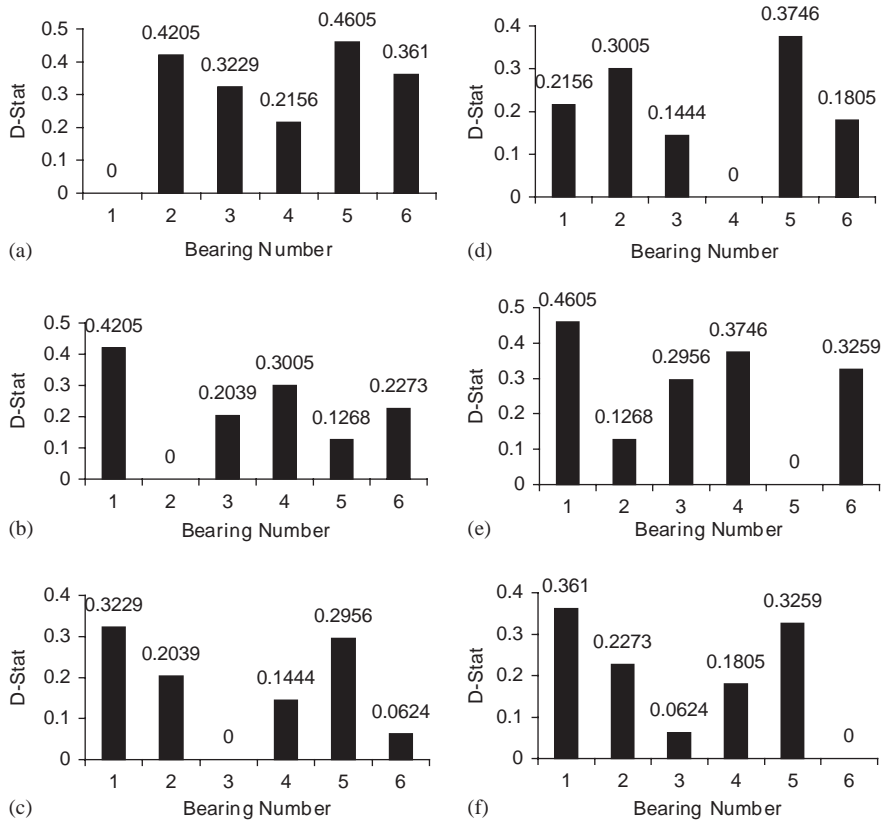 0.5
0.4
0.3
0.2
0.1
0
D-Stat
0
0.4205
0.3229
0.2156
0.4605
0.361
1 2 3 4 5 6
Bearing Number
(a)
0.4
0.3
0.2
0.1
0
D-Stat
0.2156
0.3005
0.1444
0
0.3746
0.1805
1 2 3 4 5 6
Bearing Number
(d)
0.5
0.4
0.3
0.2
0.1
0
D-Stat
0.4205
0
0.2039
0.3005
0.1268
0.2273
1 2 3 4 5 6
Bearing Number
(b)
0.5
0.4
0.3
0.2
0.1
0
D-Stat
0.4605
0.1268
0.2956
0.3746
0
0.3259
1 2 3 4 5 6
Bearing Number
(e)
0.4
0.3
0.2
0.1
0
D-Stat
0.3229
0.2039
0
0.1444
0.2956
0.0624
1 2 3 4 5 6
Bearing Number
(c)
0.4
0.3
0.2
0.1
0
D-Stat
0.361
0.2273
0.0624
0.1805
0.3259
0
1 2 3 4 5 6
Bearing Number
(f)